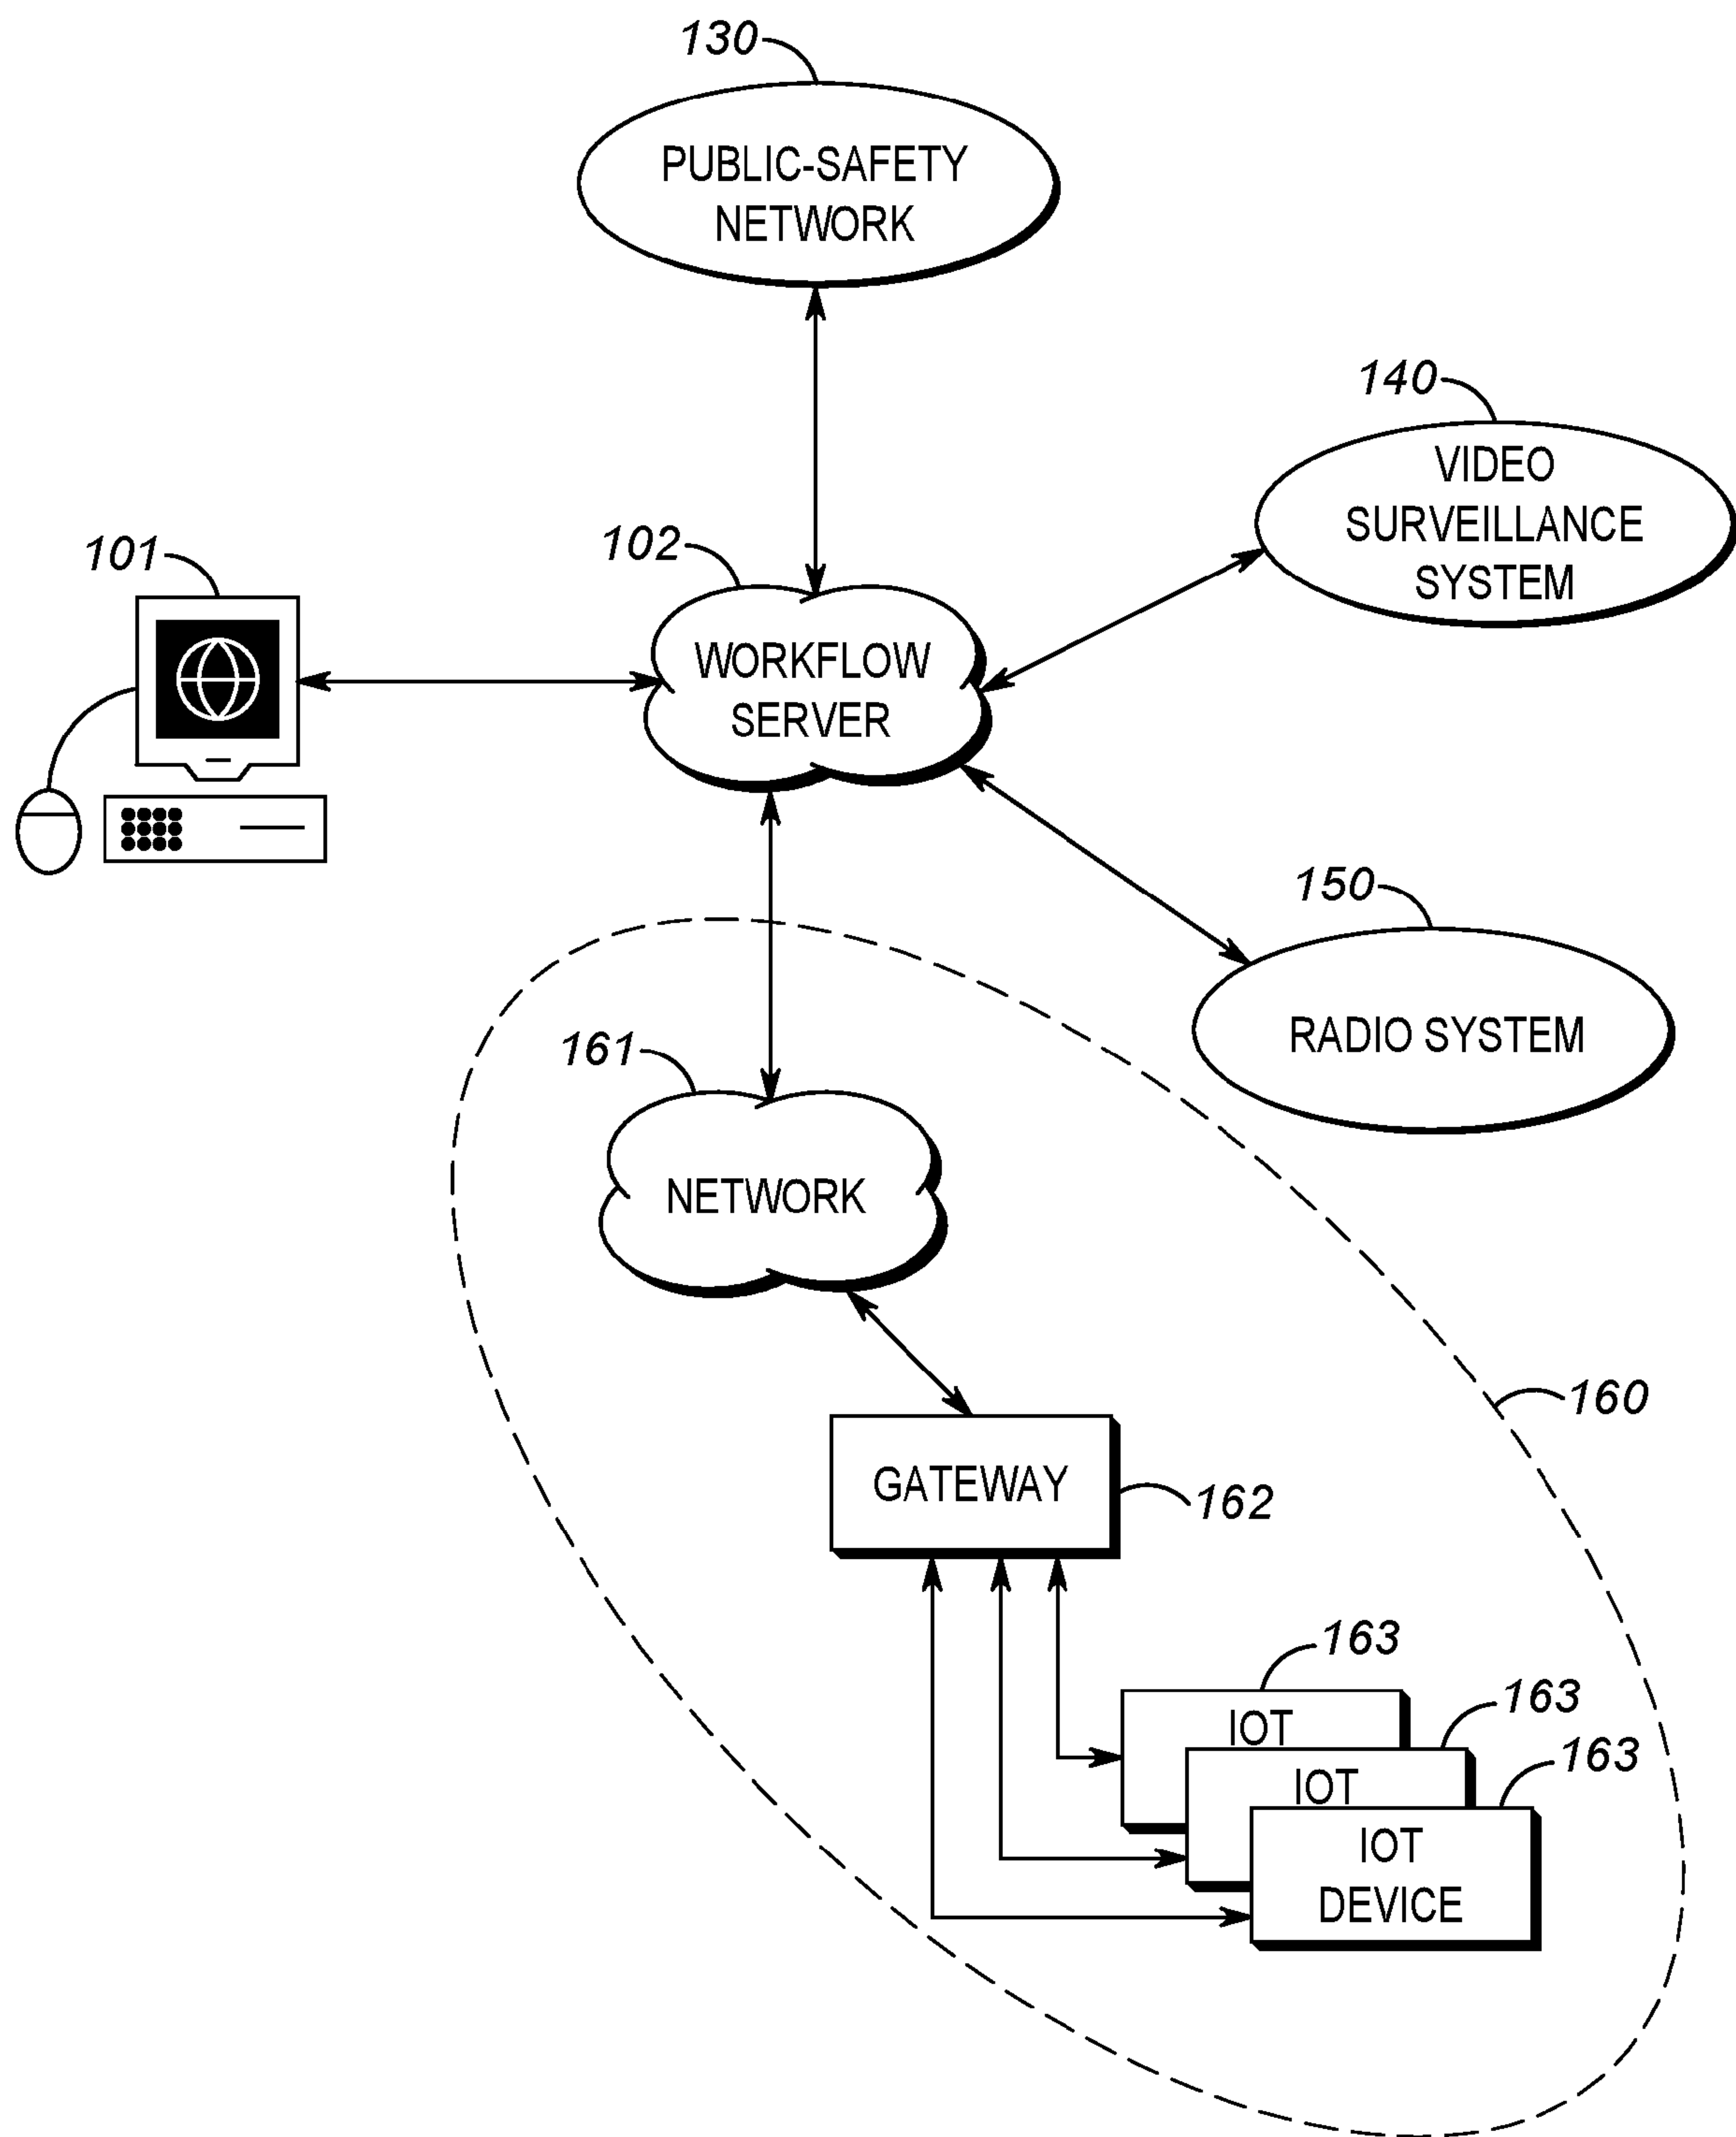 130
PUBLIC-SAFETY
NETWORK
140
VIDEO
SURVEILLANCE
SYSTEM
101
102
WORKFLOW
SERVER
150
RADIO SYSTEM
161
NETWORK
160
GATEWAY
162
163
IOT
163
IOT
163
IOT
DEVICE